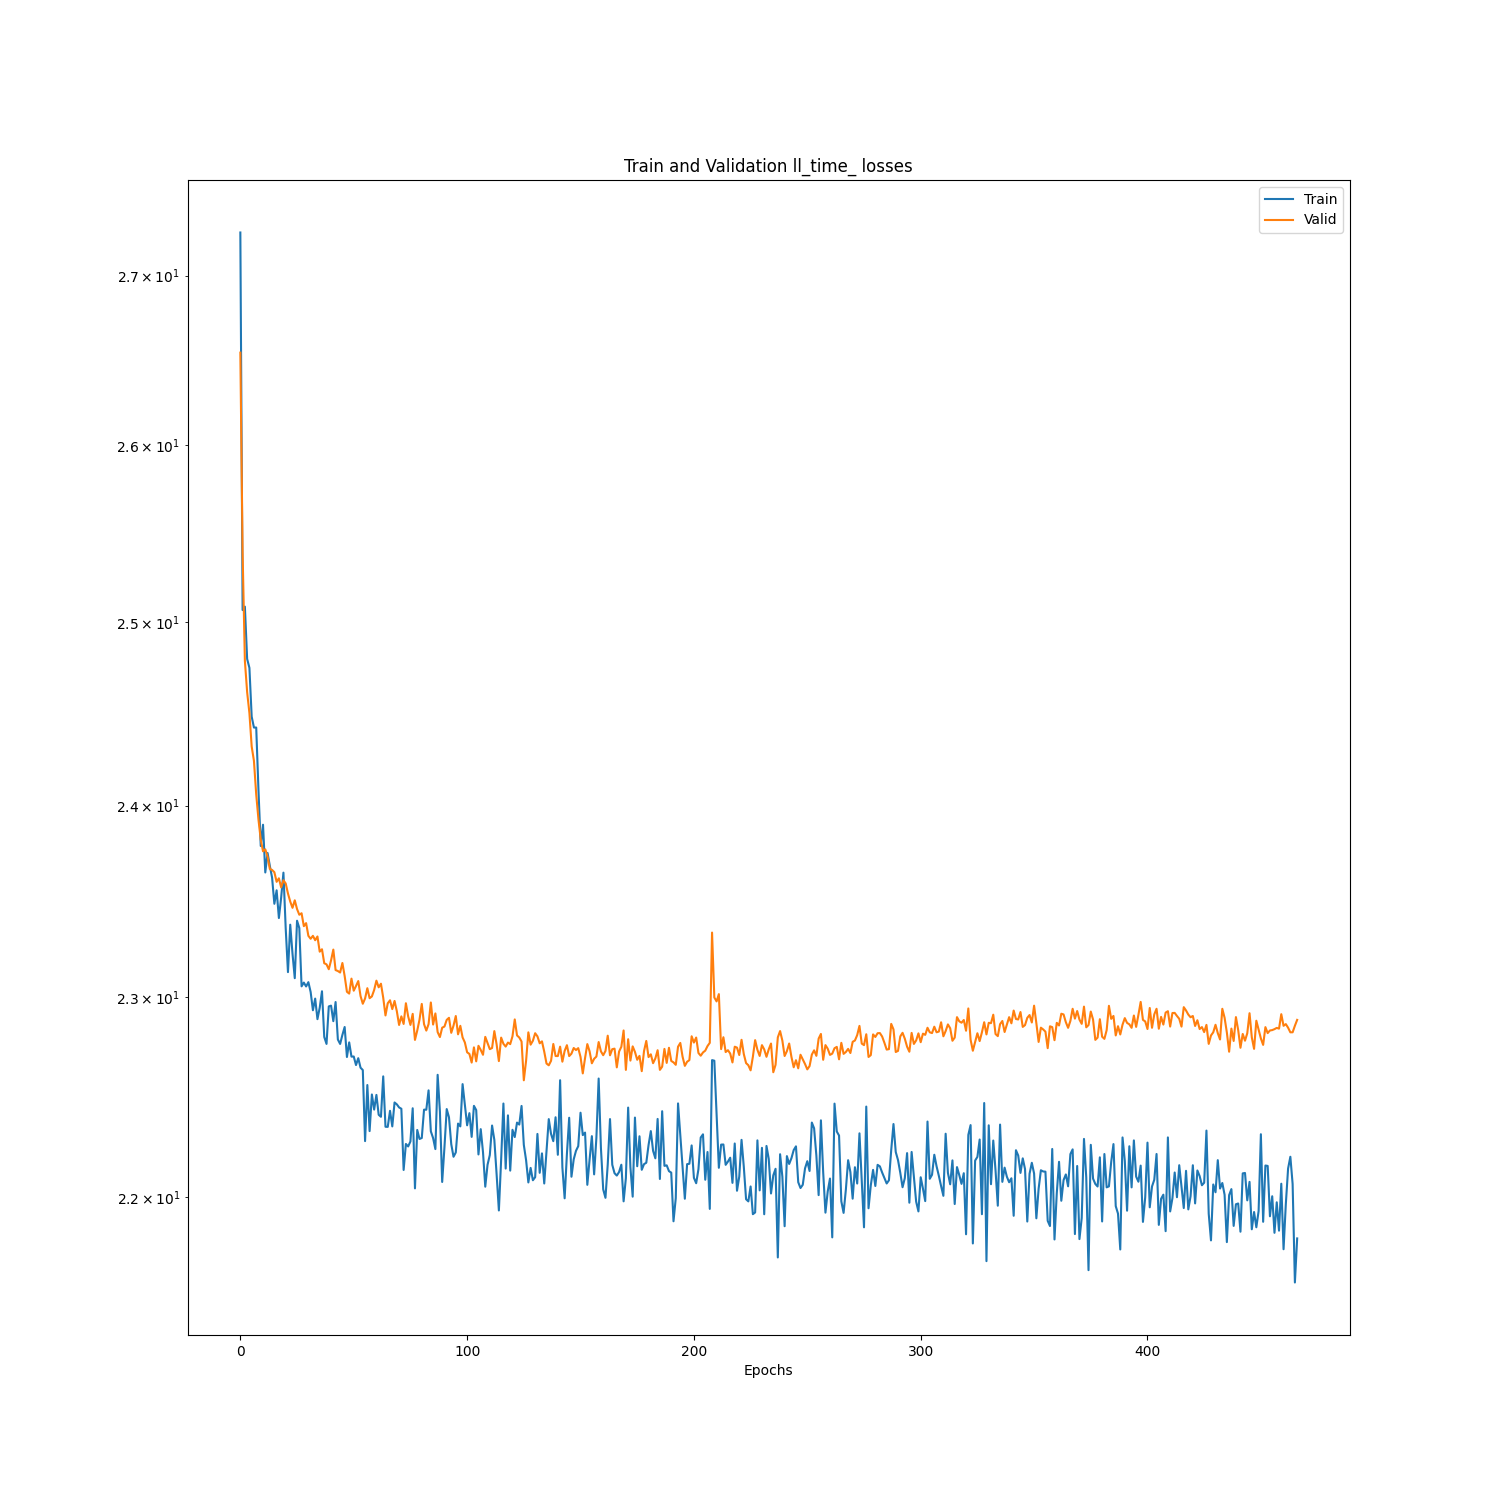 Train and Validation ll_time_ losses
Train
Valid
2.7 × 10¹
2.6 × 10¹
2.5 × 10¹
2.4 × 10¹
2.3 × 10¹
2.2 × 10¹
0 100 200 300 400
Epochs